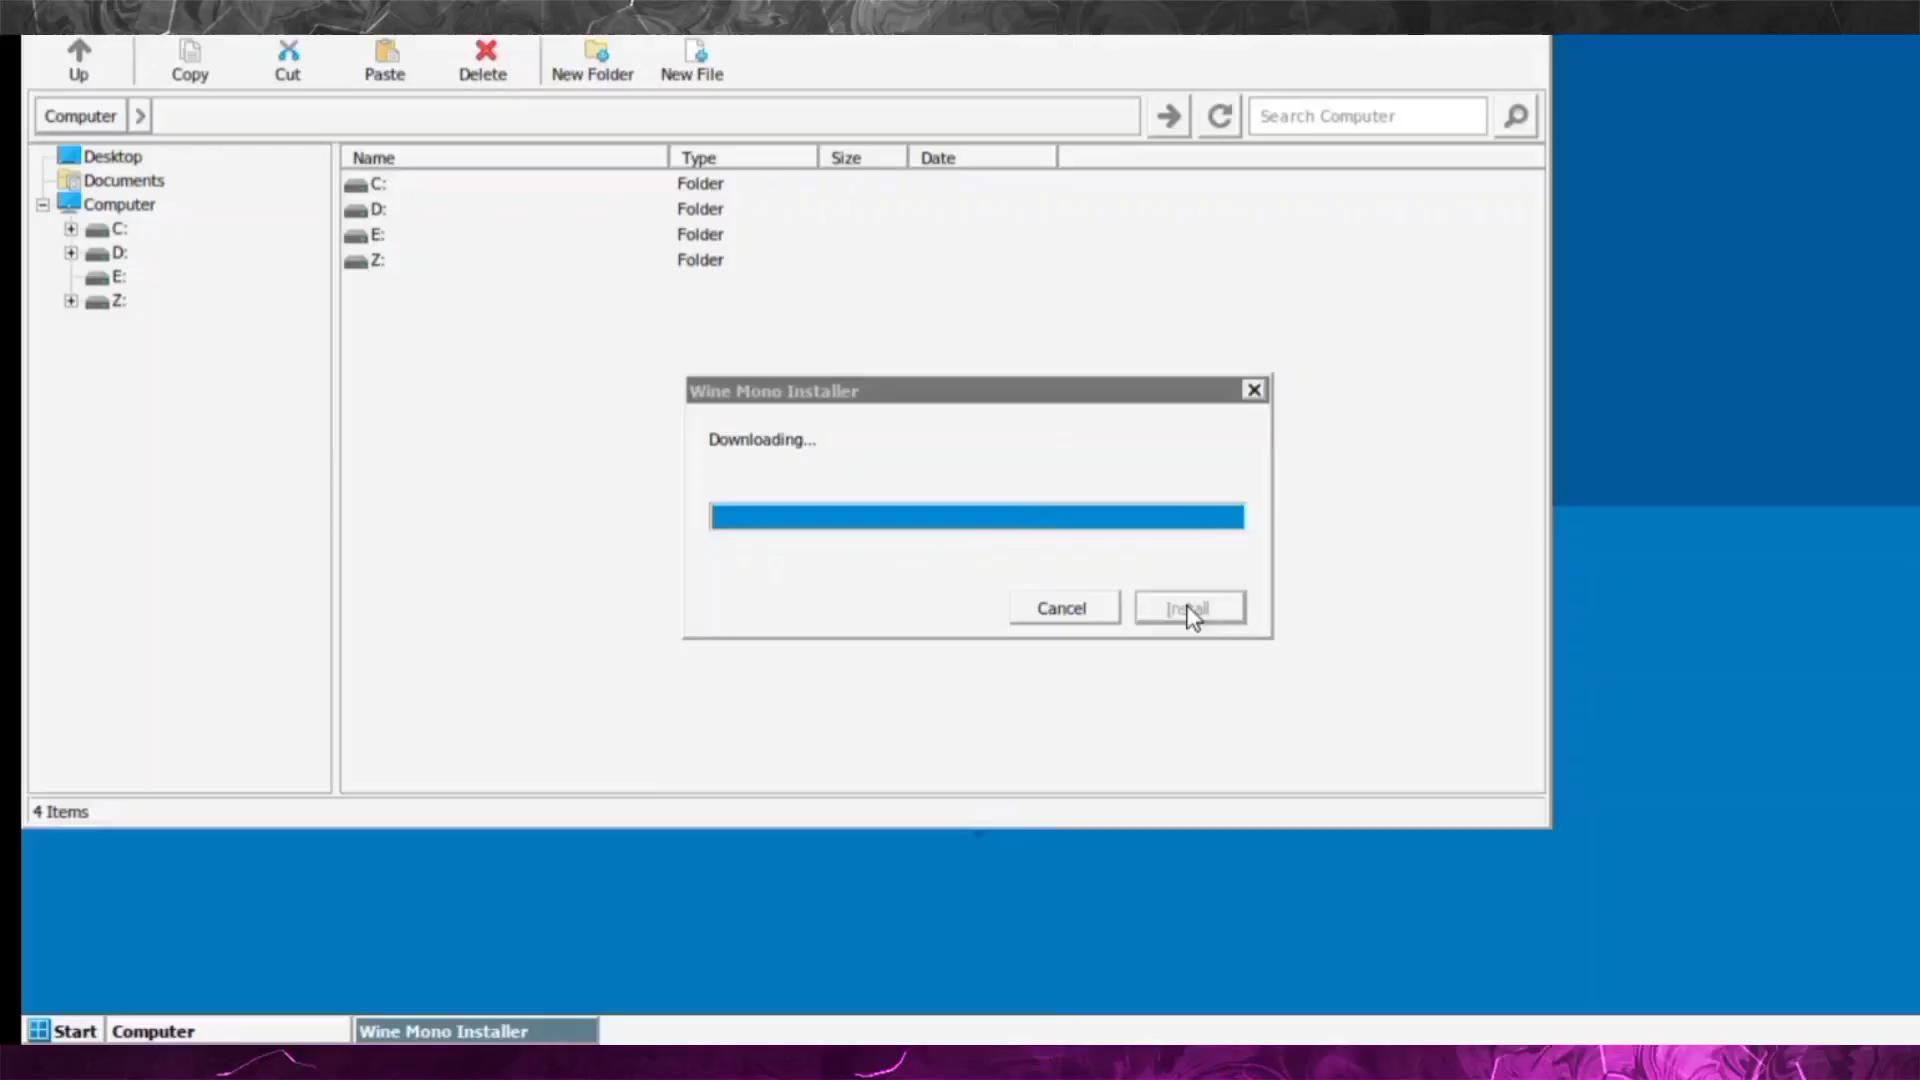 Up
Copy
Cut
Paste
Delete
New Folder
New File
Computer
Search Computer
Desktop
Documents
Computer
C:
D:
E:
Z:
Name Type Size Date
C: Folder
D: Folder
E: Folder
Z: Folder
Wine Mono Installer
Downloading...
Cancel
Install
4 Items
Start
Computer
Wine Mono Installer